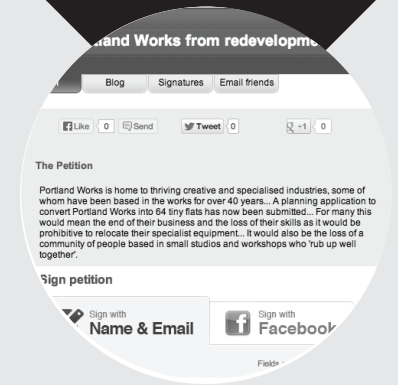 rtland Works from redevelopme
Blog Signatures Email friends
Like 0 Send Tweet 0 +1 0
The Petition
Portland Works is home to thriving creative and specialised industries, some of
whom have been based in the works for over 40 years... A planning application to
convert Portland Works into 64 tiny flats has now been submitted... For many this
would mean the end of their business and the loss of their skills as it would be
prohibitive to relocate their specialist equipment... It would also be the loss of a
community of people based in small studios and workshops who 'rub up well
together'.
Sign petition
Sign with
Name & Email
Sign with
Facebook
Fields